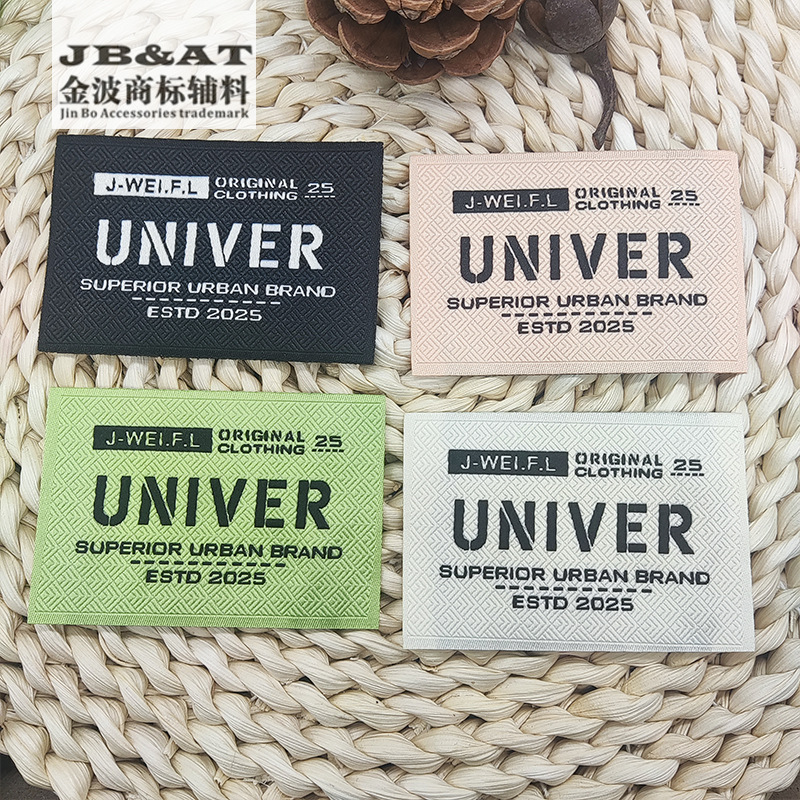 JB&AT
金波商标辅料
Jin Bo Accessories trademark
J-WEI.F.L ORIGINAL CLOTHING 25
UNIVER
SUPERIOR URBAN BRAND
ESTD 2025
J-WEI.F.L ORIGINAL CLOTHING 25
UNIVER
SUPERIOR URBAN BRAND
ESTD 2025
J-WEI.F.L ORIGINAL CLOTHING 25
UNIVER
SUPERIOR URBAN BRAND
ESTD 2025
J-WEI.F.L ORIGINAL CLOTHING 25
UNIVER
SUPERIOR URBAN BRAND
ESTD 2025